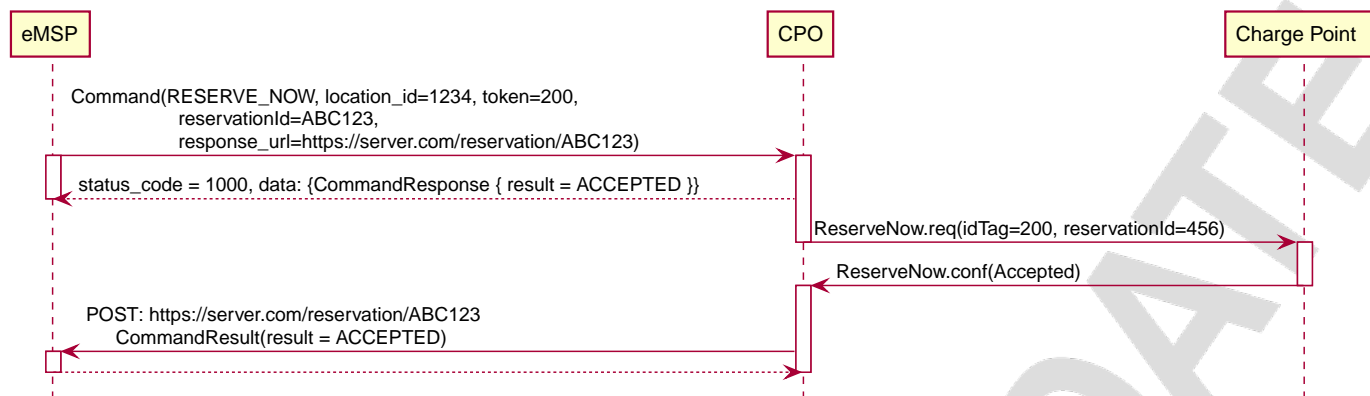 eMSP
CPO
Charge Point
Command(RESERVE_NOW, location_id=1234, token=200,
reservationId=ABC123,
response_url=https://server.com/reservation/ABC123)
status_code = 1000, data: {CommandResponse { result = ACCEPTED }}
ReserveNow.req(idTag=200, reservationId=456)
ReserveNow.conf(Accepted)
POST: https://server.com/reservation/ABC123
CommandResult(result = ACCEPTED)